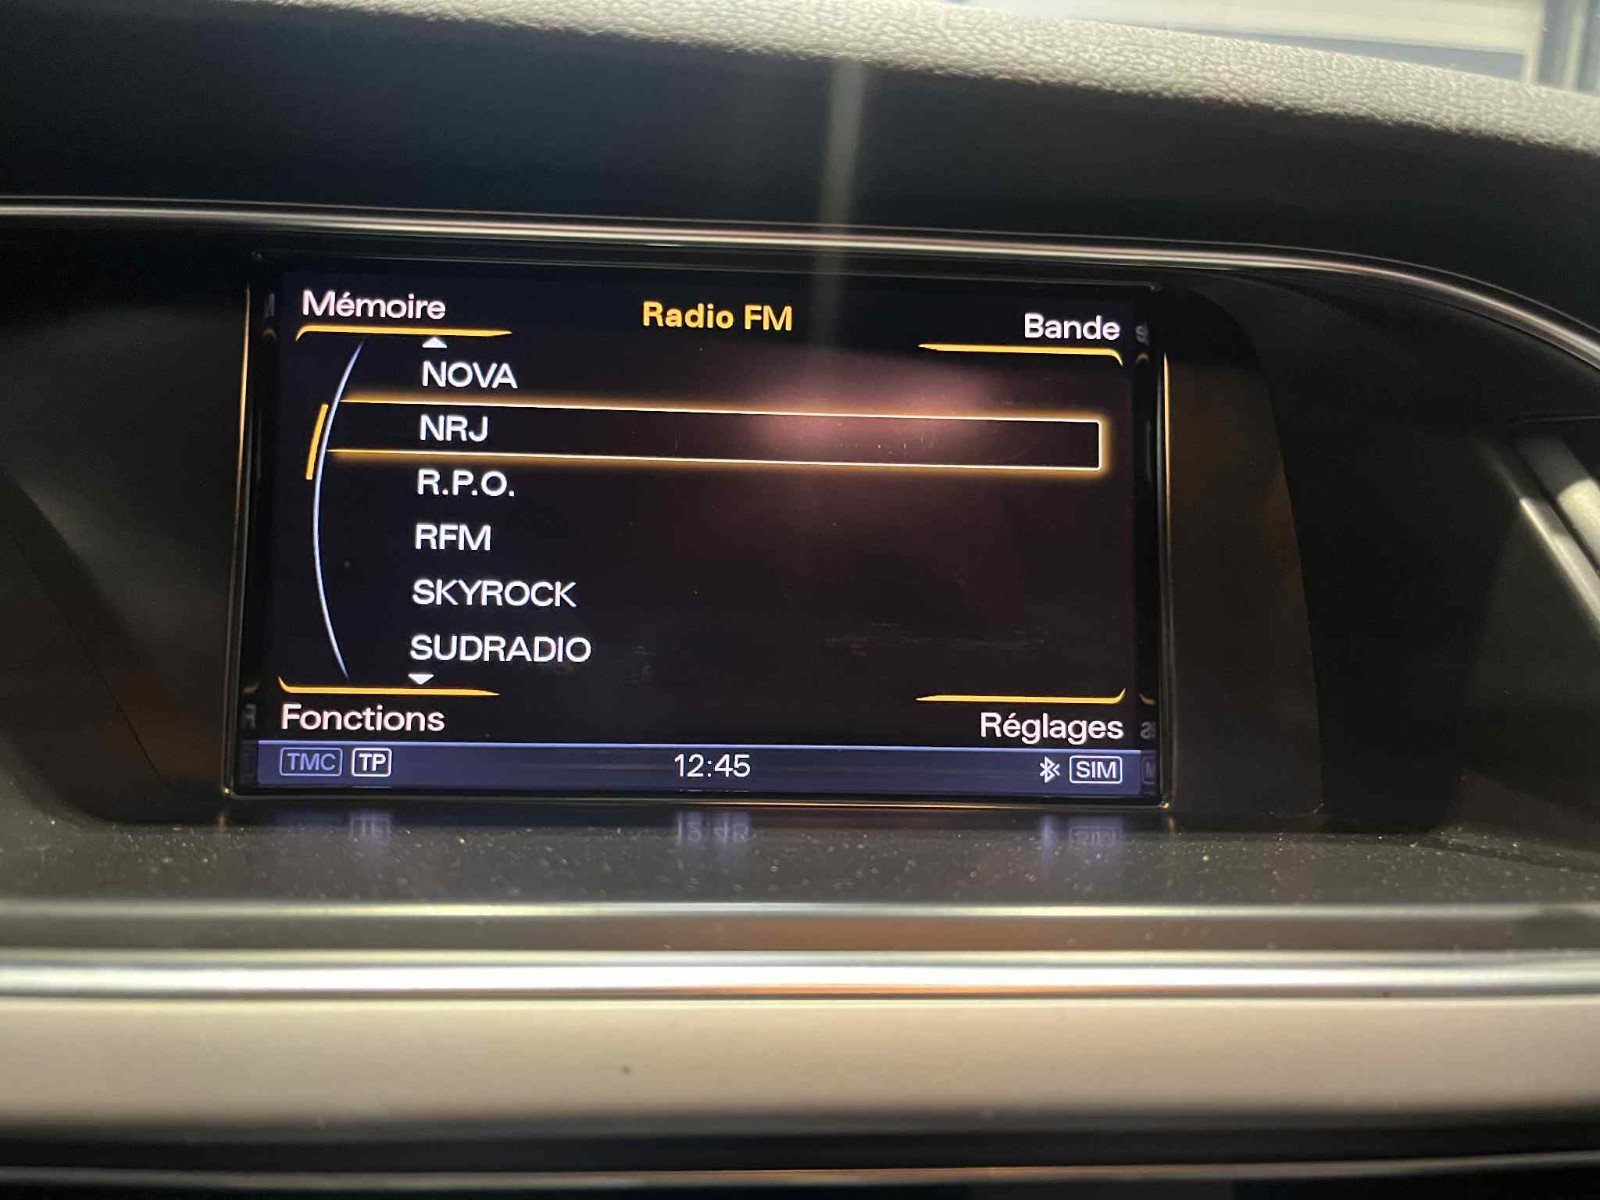 Mémoire Radio FM Bande
NOVA
NRJ
R.P.O.
RFM
SKYROCK
SUDRADIO
Fonctions Réglages
TMC TP 12:45 SIM